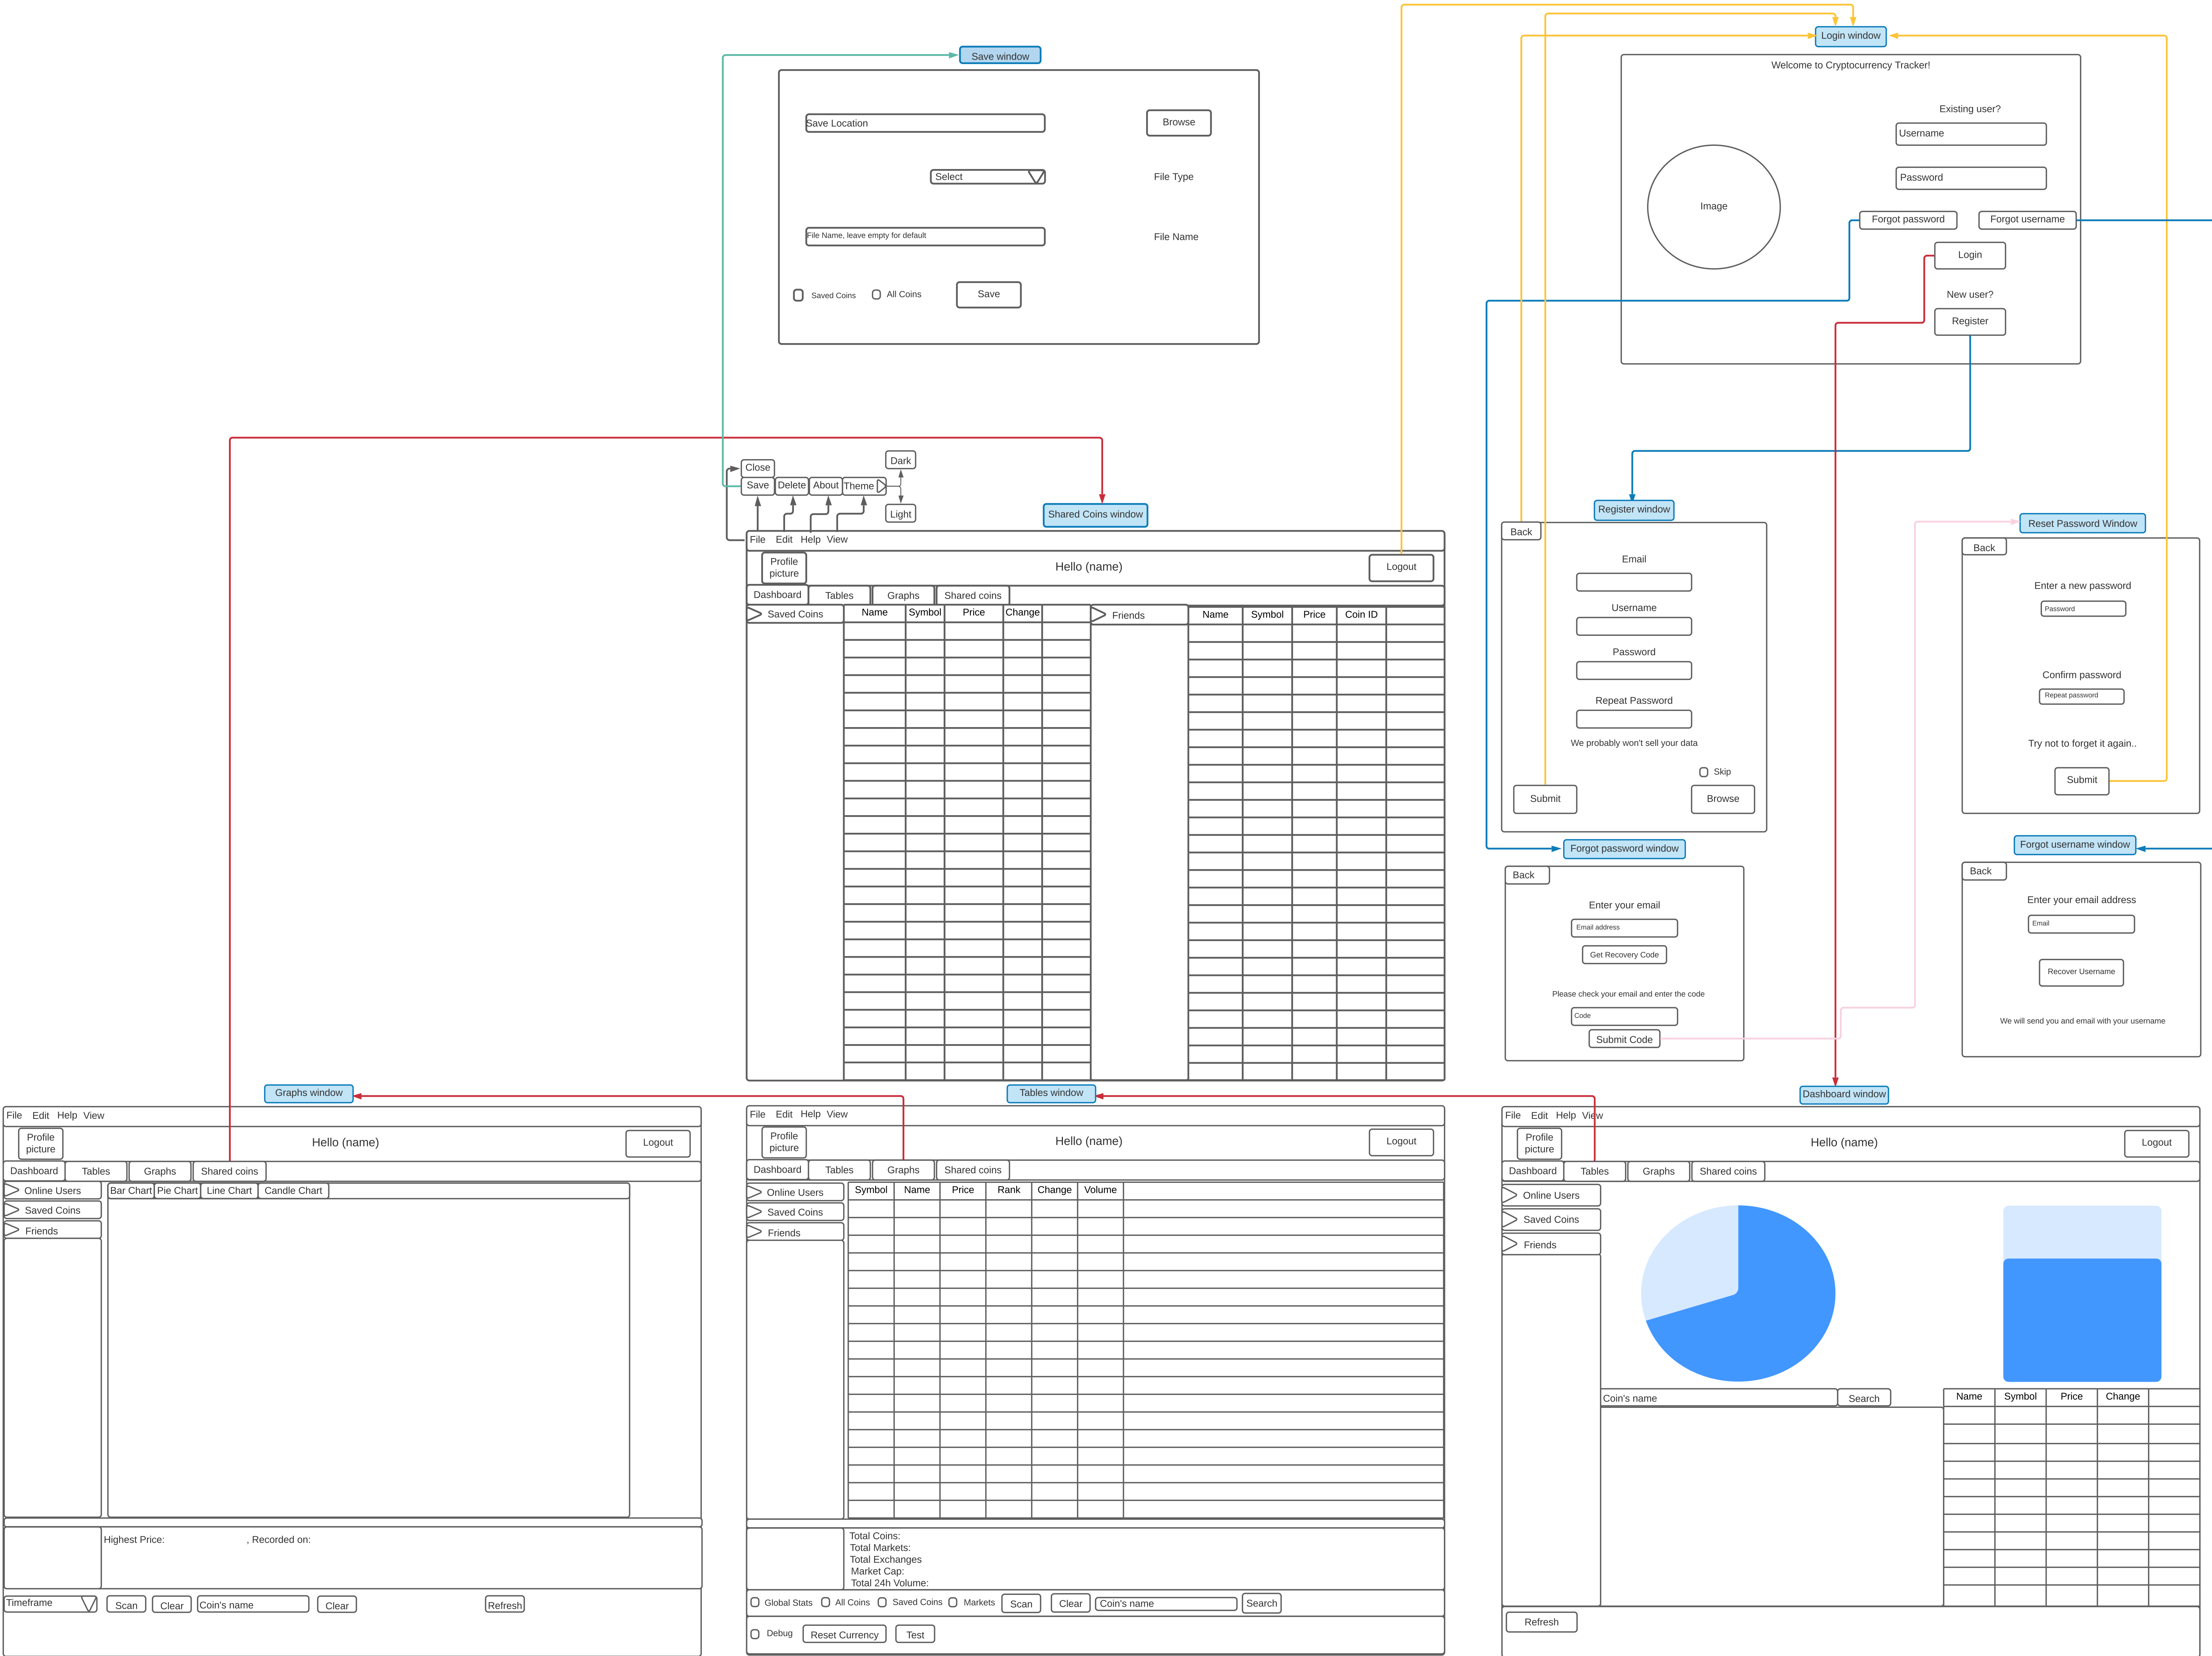 Save window
Save Location
Browse
Select
File Type
File Name, leave empty for default
File Name
Saved Coins
All Coins
Save
Login window
Welcome to Cryptocurrency Tracker!
Existing user?
Username
Password
Image
Forgot password
Forgot username
Login
New user?
Register
Close
Save
Delete
About
Theme
Dark
Light
Shared Coins window
File Edit Help View
Profile
picture
Hello (name)
Logout
Dashboard
Tables
Graphs
Shared coins
Saved Coins
Name
Symbol
Price
Change
Friends
Name
Symbol
Price
Coin ID
Register window
Back
Email
Username
Password
Repeat Password
We probably won't sell your data
Skip
Submit
Browse
Reset Password Window
Back
Enter a new password
Password
Confirm password
Repeat password
Try not to forget it again..
Submit
Forgot password window
Back
Enter your email
Email address
Get Recovery Code
Please check your email and enter the code
Code
Submit Code
Forgot username window
Back
Enter your email address
Email
Recover Username
We will send you and email with your username
Graphs window
File Edit Help View
Profile
picture
Hello (name)
Logout
Dashboard
Tables
Graphs
Shared coins
Online Users
Saved Coins
Friends
Bar Chart
Pie Chart
Line Chart
Candle Chart
Highest Price:
, Recorded on:
Timeframe
Scan
Clear
Coin's name
Clear
Refresh
Tables window
File Edit Help View
Profile
picture
Hello (name)
Logout
Dashboard
Tables
Graphs
Shared coins
Online Users
Saved Coins
Friends
Symbol
Name
Price
Rank
Change
Volume
Total Coins:
Total Markets:
Total Exchanges
Market Cap:
Total 24h Volume:
Global Stats
All Coins
Saved Coins
Markets
Scan
Clear
Coin's name
Search
Debug
Reset Currency
Test
Dashboard window
File Edit Help View
Profile
picture
Hello (name)
Logout
Dashboard
Tables
Graphs
Shared coins
Online Users
Saved Coins
Friends
Coin's name
Search
Name
Symbol
Price
Change
Refresh